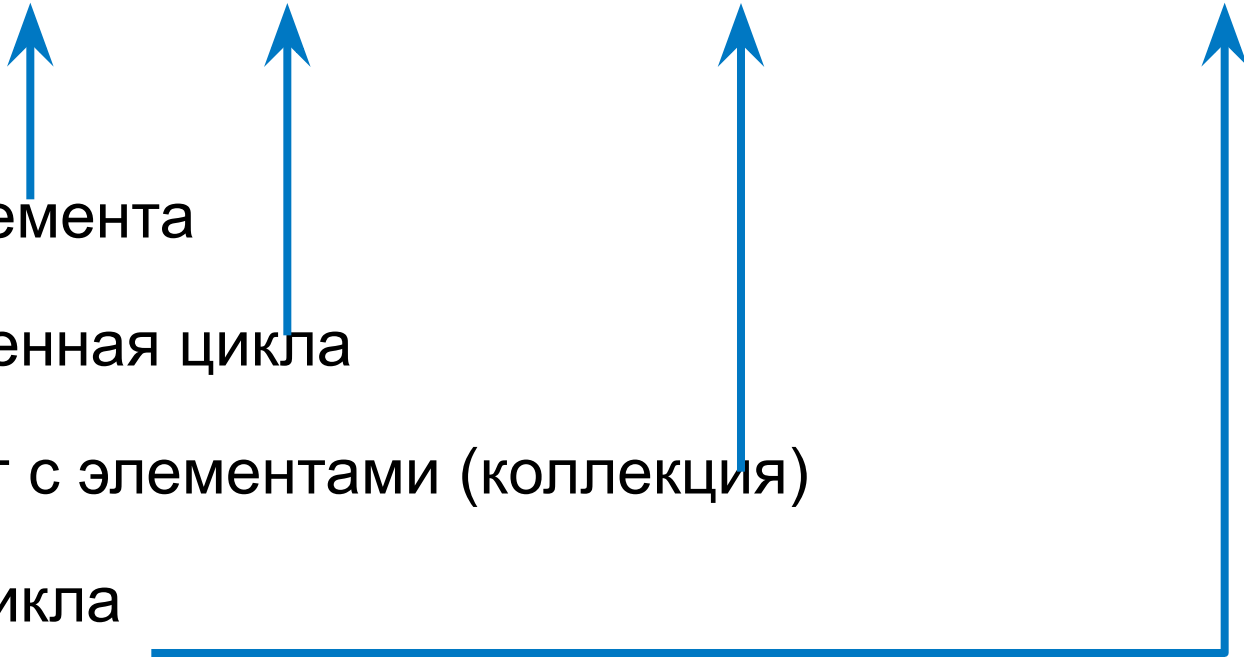 емента
енная цикла
т с элементами (коллекция)
икла